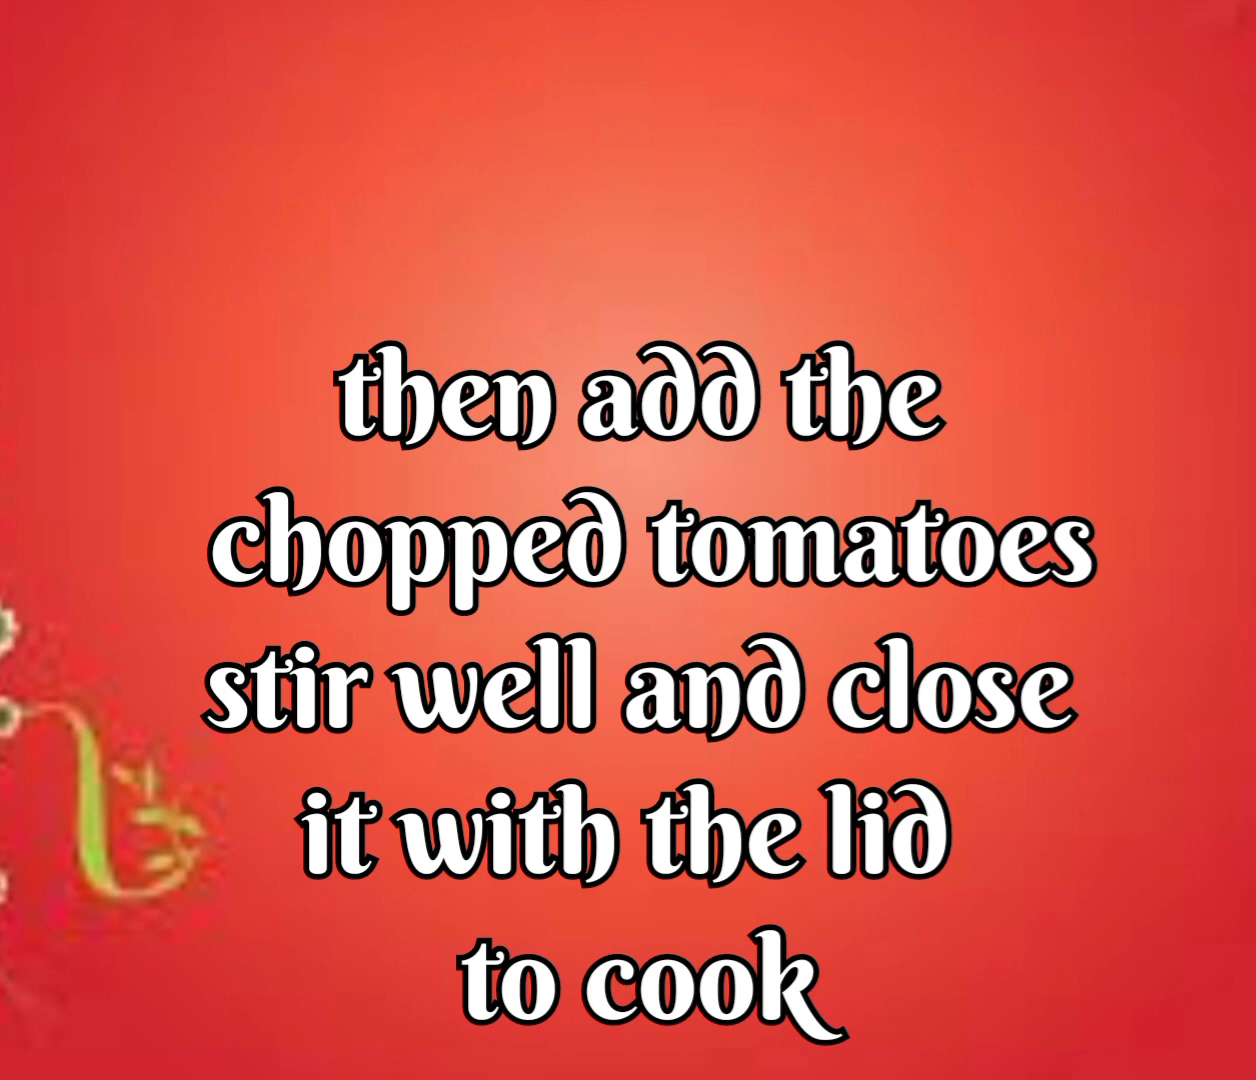 then add the
chopped tomatoes
stir well and close
it with the lid
to cook